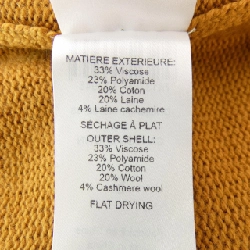 MATIERE EXTERIEURE:
33% Viscose
23% Polyamide
20% Coton
20% Laine
4% Laine cachemire
SÉCHAGE À PLAT
OUTER SHELL:
33% Viscose
23% Polyamide
20% Cotton
20% Wool
4% Cashmere wool
FLAT DRYING